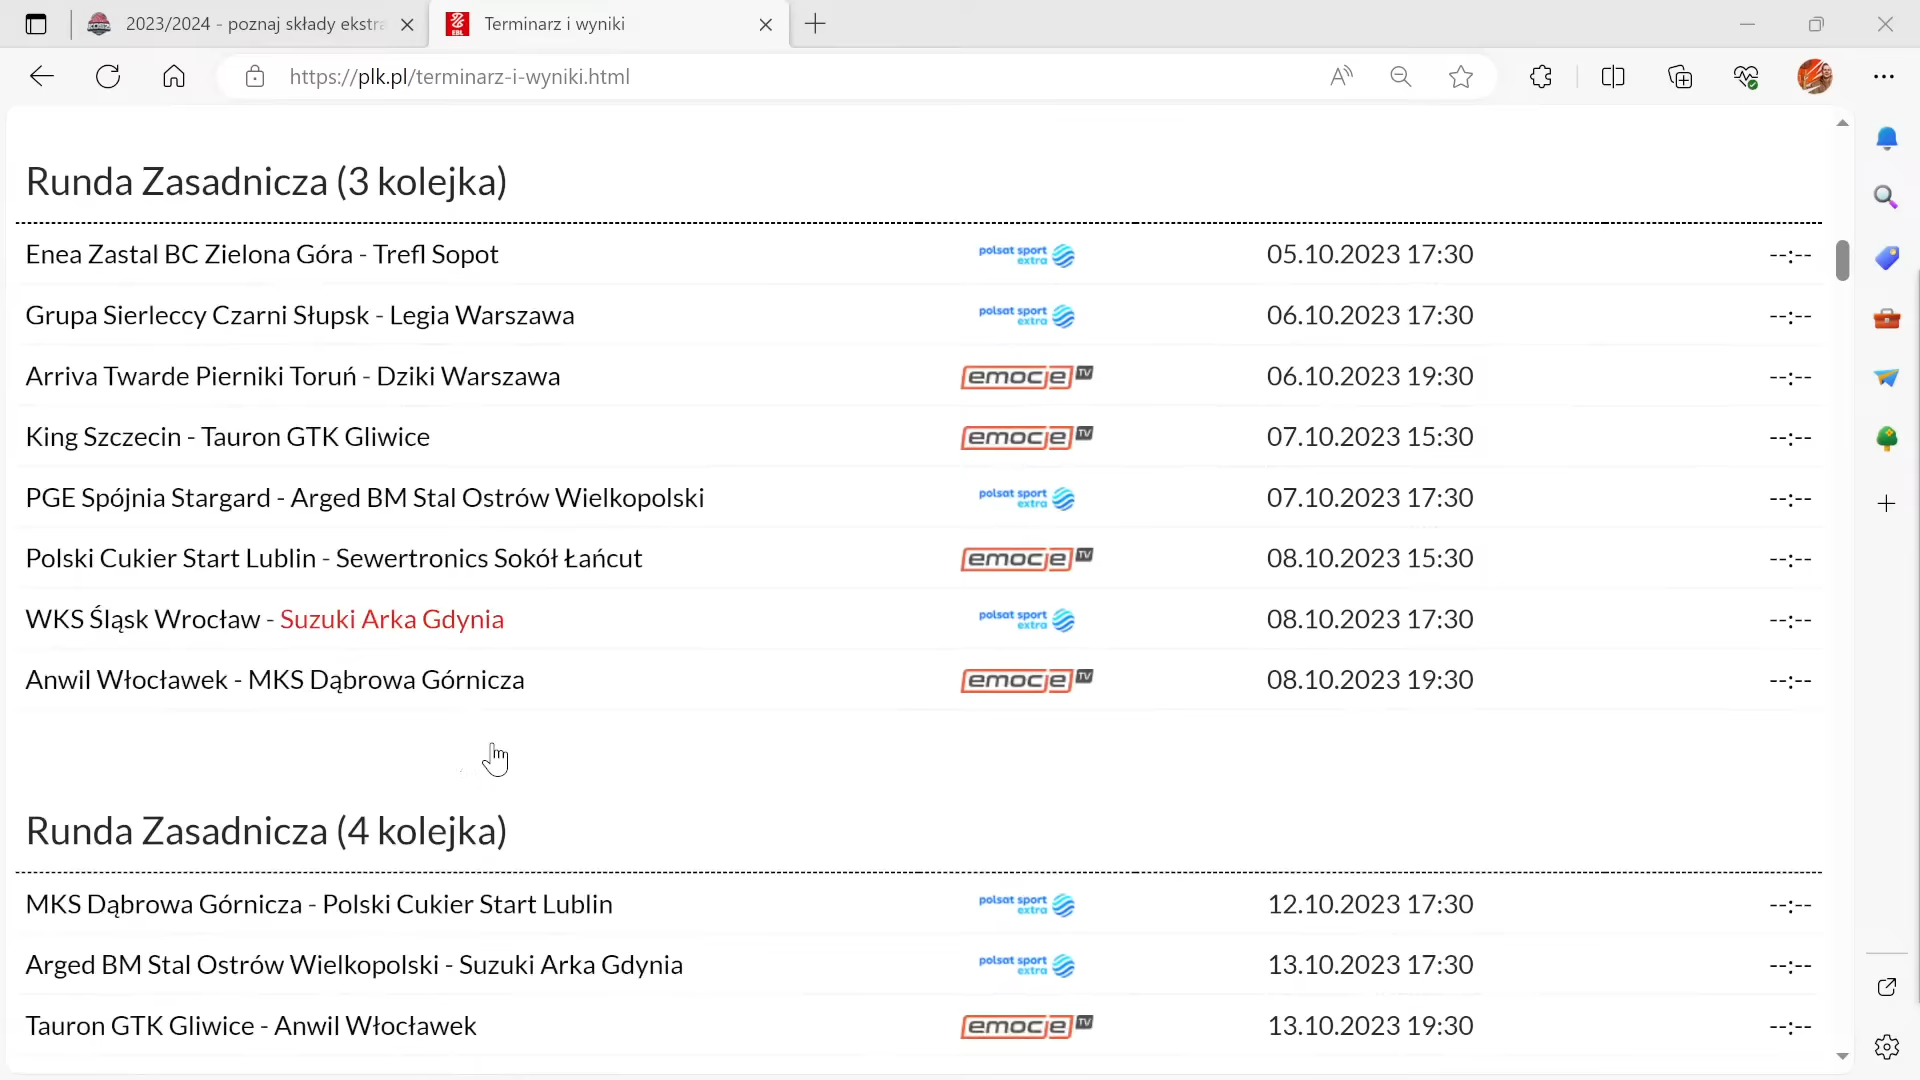 2023/2024 - poznaj składy ekstra
Terminarz i wyniki
https://plk.pl/terminarz-i-wyniki.html
Runda Zasadnicza (3 kolejka)
Enea Zastal BC Zielona Góra - Trefl Sopot polsat sport extra 05.10.2023 17:30 --:--
Grupa Sierleccy Czarni Słupsk - Legia Warszawa polsat sport extra 06.10.2023 17:30 --:--
Arriva Twarde Pierniki Toruń - Dziki Warszawa emocje TV 06.10.2023 19:30 --:--
King Szczecin - Tauron GTK Gliwice emocje TV 07.10.2023 15:30 --:--
PGE Spójnia Stargard - Arged BM Stal Ostrów Wielkopolski polsat sport extra 07.10.2023 17:30 --:--
Polski Cukier Start Lublin - Sewertronics Sokół Łańcut emocje TV 08.10.2023 15:30 --:--
WKS Śląsk Wrocław - Suzuki Arka Gdynia polsat sport extra 08.10.2023 17:30 --:--
Anwil Włocławek - MKS Dąbrowa Górnicza emocje TV 08.10.2023 19:30 --:--
Runda Zasadnicza (4 kolejka)
MKS Dąbrowa Górnicza - Polski Cukier Start Lublin polsat sport extra 12.10.2023 17:30 --:--
Arged BM Stal Ostrów Wielkopolski - Suzuki Arka Gdynia polsat sport extra 13.10.2023 17:30 --:--
Tauron GTK Gliwice - Anwil Włocławek emocje TV 13.10.2023 19:30 --:--